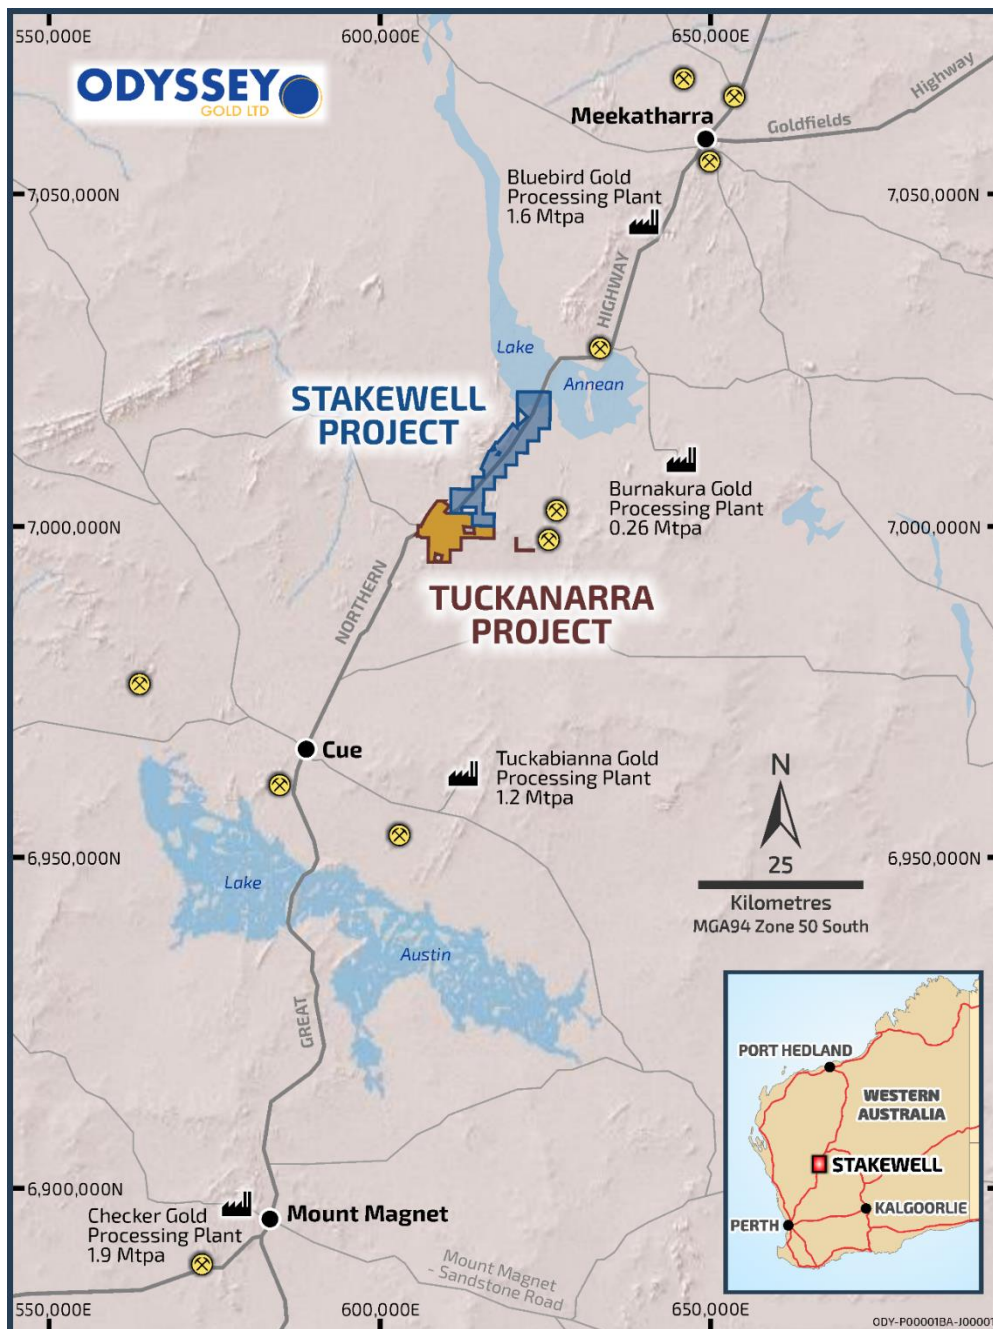 550,000E
600,000E
650,000E
ODYSSEY
GOLD LTD
Meekatharra
Goldfields
Highway
7,050,000N
7,050,000N
Bluebird Gold
Processing Plant
1.6 Mtpa
HIGHWAY
Lake
Annean
STAKEWELL
PROJECT
Burnakura Gold
Processing Plant
0.26 Mtpa
7,000,000N
7,000,000N
NORTHERN
TUCKANARRA
PROJECT
Cue
Tuckabianna Gold
Processing Plant
1.2 Mtpa
N
25
Kilometres
MGA94 Zone 50 South
6,950,000N
6,950,000N
Lake
Austin
GREAT
PORT HEDLAND
WESTERN
AUSTRALIA
STAKEWELL
KALGOORLIE
PERTH
6,900,000N
Checker Gold
Processing Plant
1.9 Mtpa
Mount Magnet
Mount Magnet
- Sandstone Road
550,000E
600,000E
650,000E
ODY-P00001BA-J00001